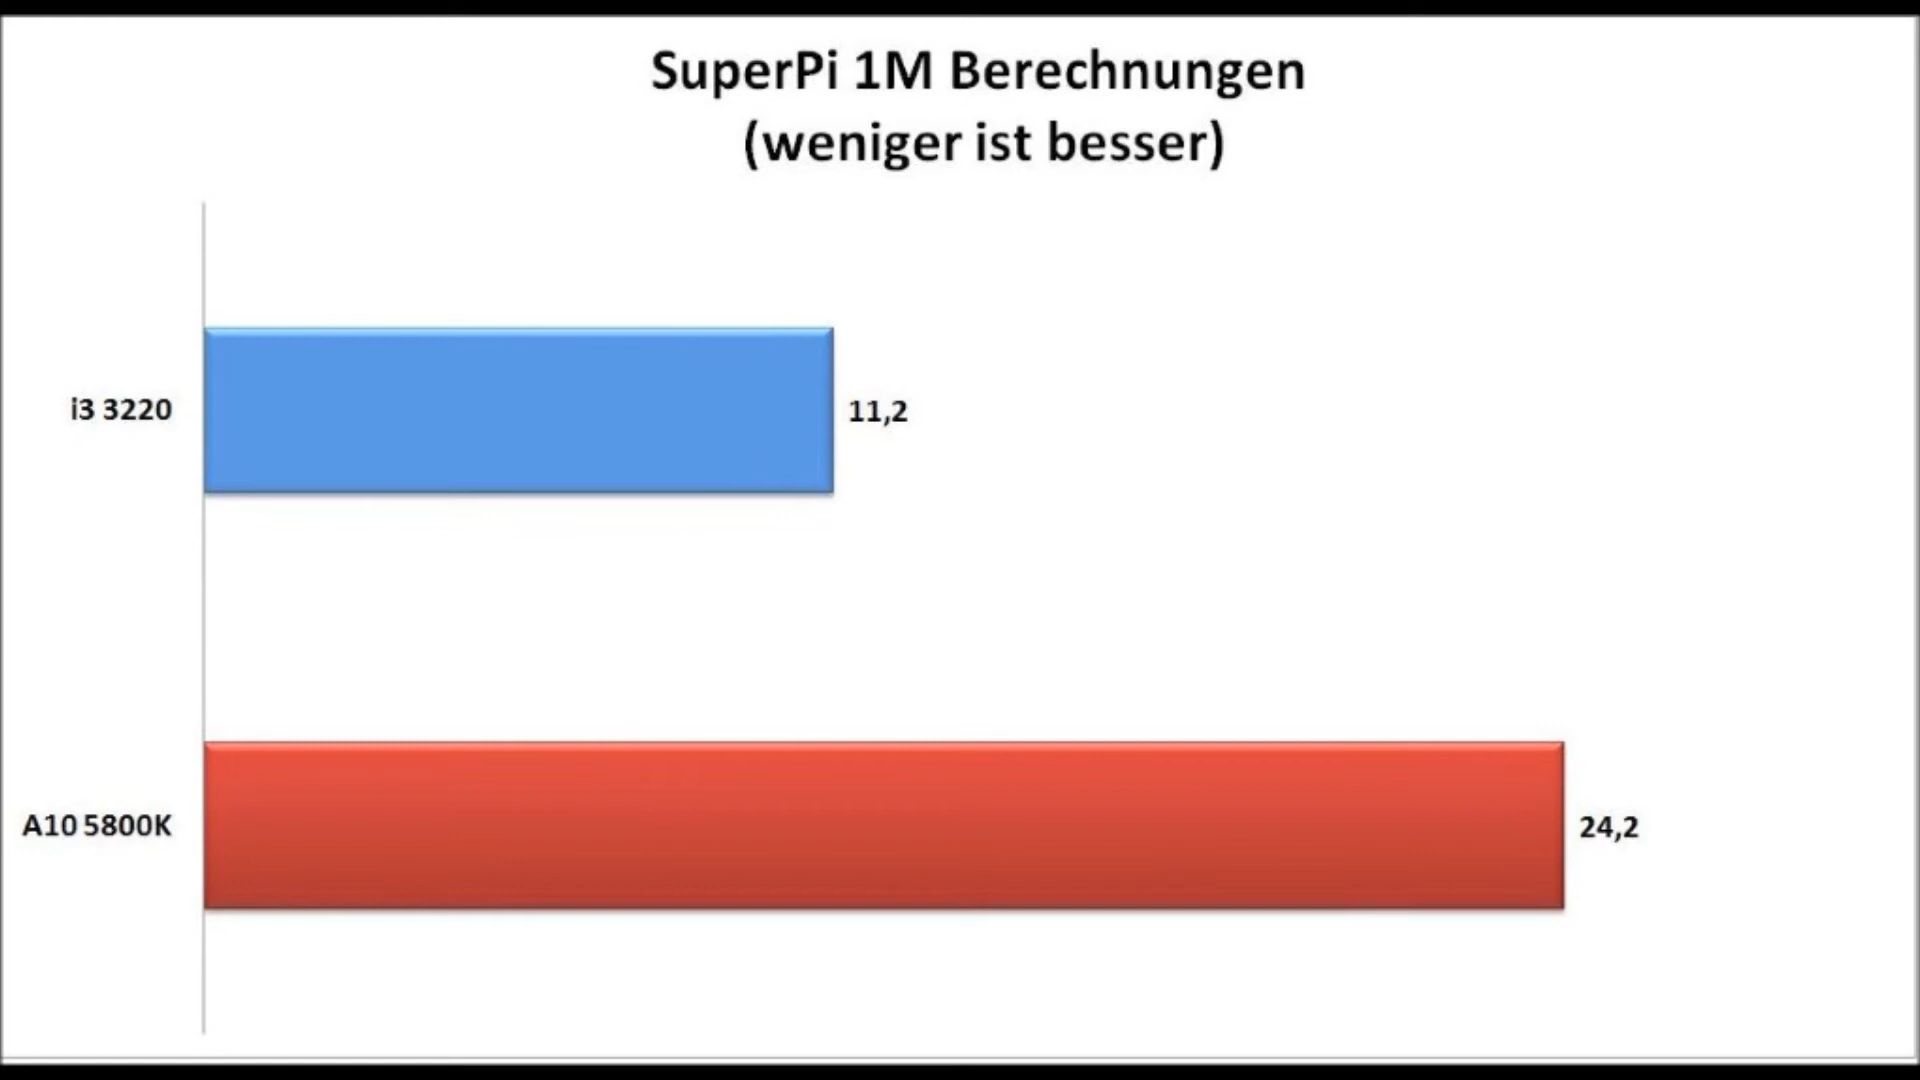 SuperPi 1M Berechnungen
(weniger ist besser)
i3 3220
11,2
A10 5800K
24,2